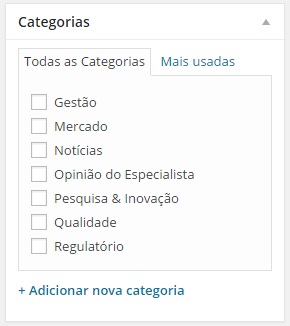 Categorias
Todas as Categorias Mais usadas
Gestão
Mercado
Notícias
Opinião do Especialista
Pesquisa & Inovação
Qualidade
Regulatório
+ Adicionar nova categoria